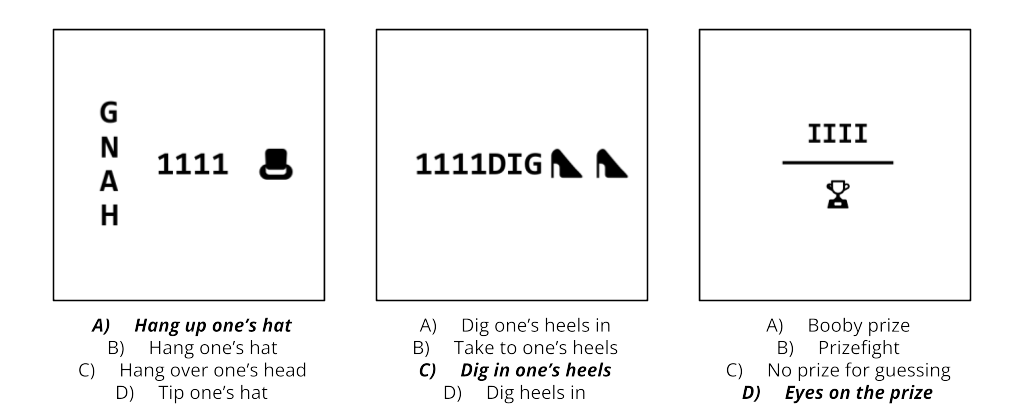 G
N
A
H
1111
A) Hang up one's hat
B) Hang one's hat
C) Hang over one's head
D) Tip one's hat
1111DIG
A) Dig one's heels in
B) Take to one's heels
C) Dig in one's heels
D) Dig heels in
IIII
A) Booby prize
B) Prizefight
C) No prize for guessing
D) Eyes on the prize